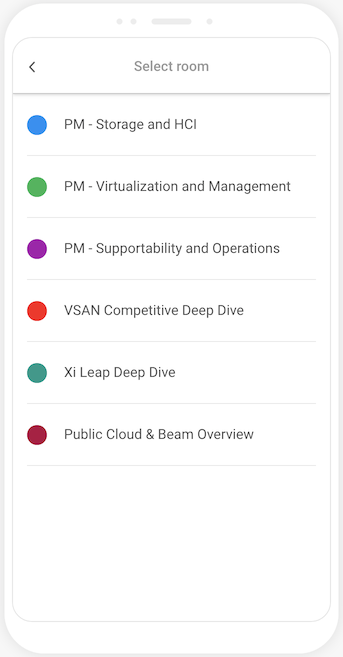 Select room
PM - Storage and HCI
PM - Virtualization and Management
PM - Supportability and Operations
VSAN Competitive Deep Dive
Xi Leap Deep Dive
Public Cloud & Beam Overview